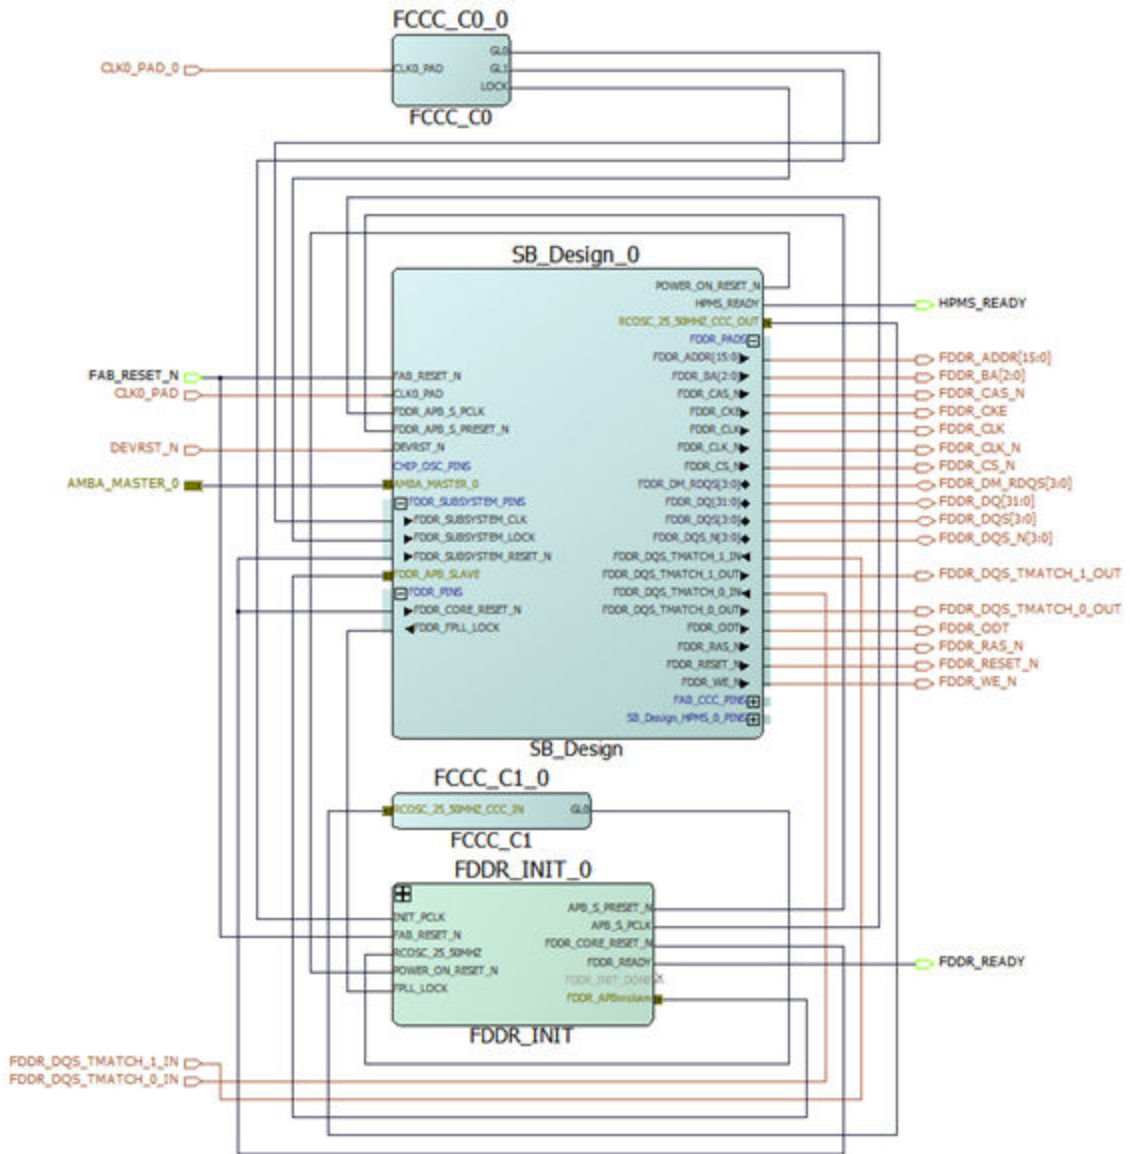 FCCC_C0_0
CLK0_PAD_0
CLK0_PAD
GL0
GL1
LOCK
FCCC_C0
SB_Design_0
POWER_ON_RESET_N
HPMS_READY
HPMS_READY
RCOSC_25_50MHZ_CCC_OUT
FDDR_PADS
FDDR_ADDR[15:0]
FDDR_ADDR[15:0]
FAB_RESET_N
FAB_RESET_N
FDDR_BA[2:0]
FDDR_BA[2:0]
CLK0_PAD
CLK0_PAD
FDDR_CAS_N
FDDR_CAS_N
FDDR_APB_S_PCLK
FDDR_CKE
FDDR_CKE
FDDR_APB_S_PRESET_N
FDDR_CLK
FDDR_CLK
DEVRST_N
DEVRST_N
FDDR_CLK_N
FDDR_CLK_N
CHIP_OSC_PINS
FDDR_CS_N
FDDR_CS_N
AMBA_MASTER_0
AMBA_MASTER_0
FDDR_DM_RDQS[3:0]
FDDR_DM_RDQS[3:0]
FDDR_SUBSYSTEM_PINS
FDDR_DQ[31:0]
FDDR_DQ[31:0]
FDDR_SUBSYSTEM_CLK
FDDR_DQS[3:0]
FDDR_DQS[3:0]
FDDR_SUBSYSTEM_LOCK
FDDR_DQS_N[3:0]
FDDR_DQS_N[3:0]
FDDR_SUBSYSTEM_RESET_N
FDDR_DQS_TMATCH_1_IN
FDDR_APB_SLAVE
FDDR_DQS_TMATCH_1_OUT
FDDR_DQS_TMATCH_1_OUT
FDDR_PINS
FDDR_DQS_TMATCH_0_IN
FDDR_CORE_RESET_N
FDDR_DQS_TMATCH_0_OUT
FDDR_DQS_TMATCH_0_OUT
FDDR_FPLL_LOCK
FDDR_ODT
FDDR_ODT
FDDR_RAS_N
FDDR_RAS_N
FDDR_RESET_N
FDDR_RESET_N
FDDR_WE_N
FDDR_WE_N
FAB_CCC_PINS
SB_Design_HPMS_0_PINS
SB_Design
FCCC_C1_0
RCOSC_25_50MHZ_CCC_IN
GL0
FCCC_C1
FDDR_INIT_0
APB_S_PRESET_N
INIT_PCLK
APB_S_PCLK
FAB_RESET_N
FDDR_CORE_RESET_N
RCOSC_25_50MHZ
FDDR_READY
FDDR_READY
POWER_ON_RESET_N
FDDR_INIT_DONE
FPLL_LOCK
FDDR_APBmslave
FDDR_INIT
FDDR_DQS_TMATCH_1_IN
FDDR_DQS_TMATCH_0_IN